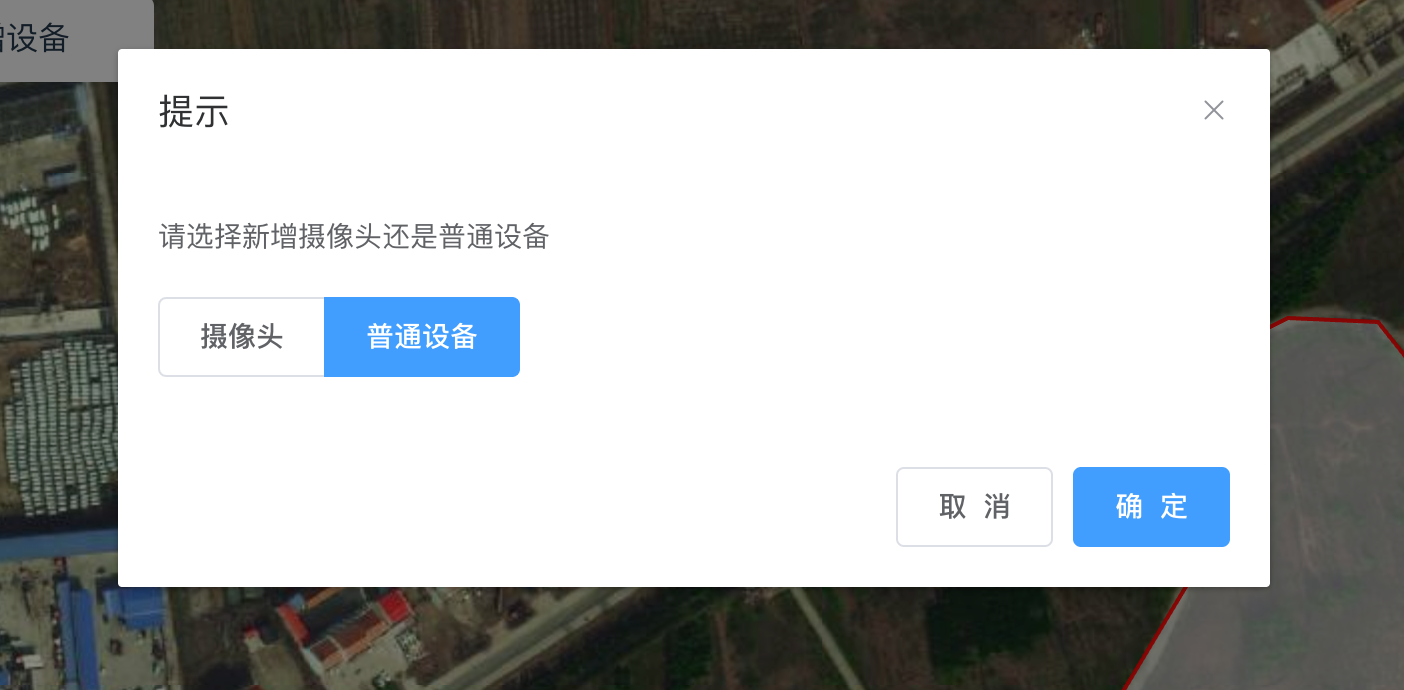 设备
提示
请选择新增摄像头还是普通设备
摄像头 普通设备
取 消 确 定